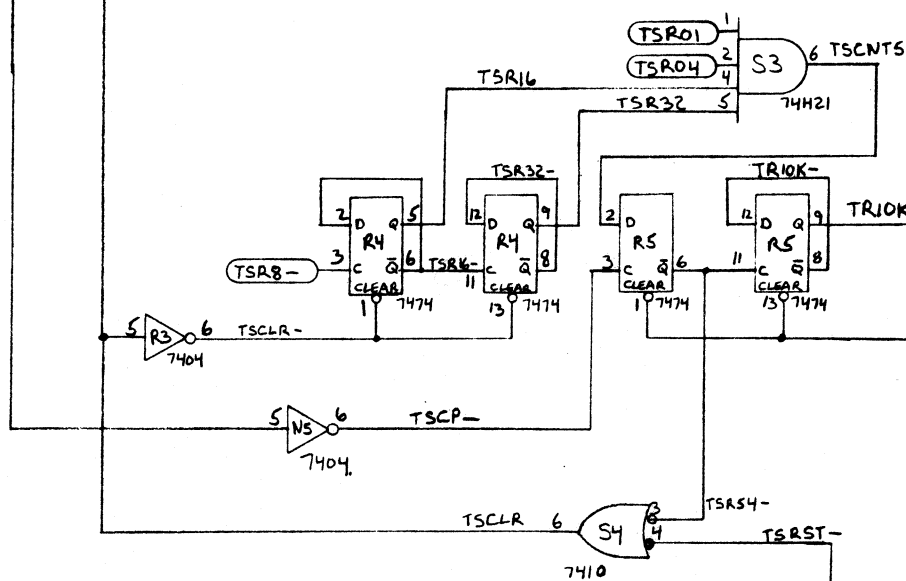 TSR01
1
TSR04
2
4
5
S3
6
TSCNTS
74H21
TSR16
TSR32
TSR32-
TR10K-
2
D
Q
5
R4
3
C
Q̅
6
CLEAR
1
7474
TSR8-
TSR16-
12
D
Q
9
R4
11
C
Q̅
8
CLEAR
13
7474
2
D
R5
3
C
Q̅
6
CLEAR
1
7474
12
D
Q
9
R5
11
C
Q̅
8
CLEAR
13
7474
TR10K
5
R3
6
TSCLR-
7404
5
N5
6
TSCP-
7404.
TSCLR
6
S4
3
4
TSR54-
TSRST-
7410